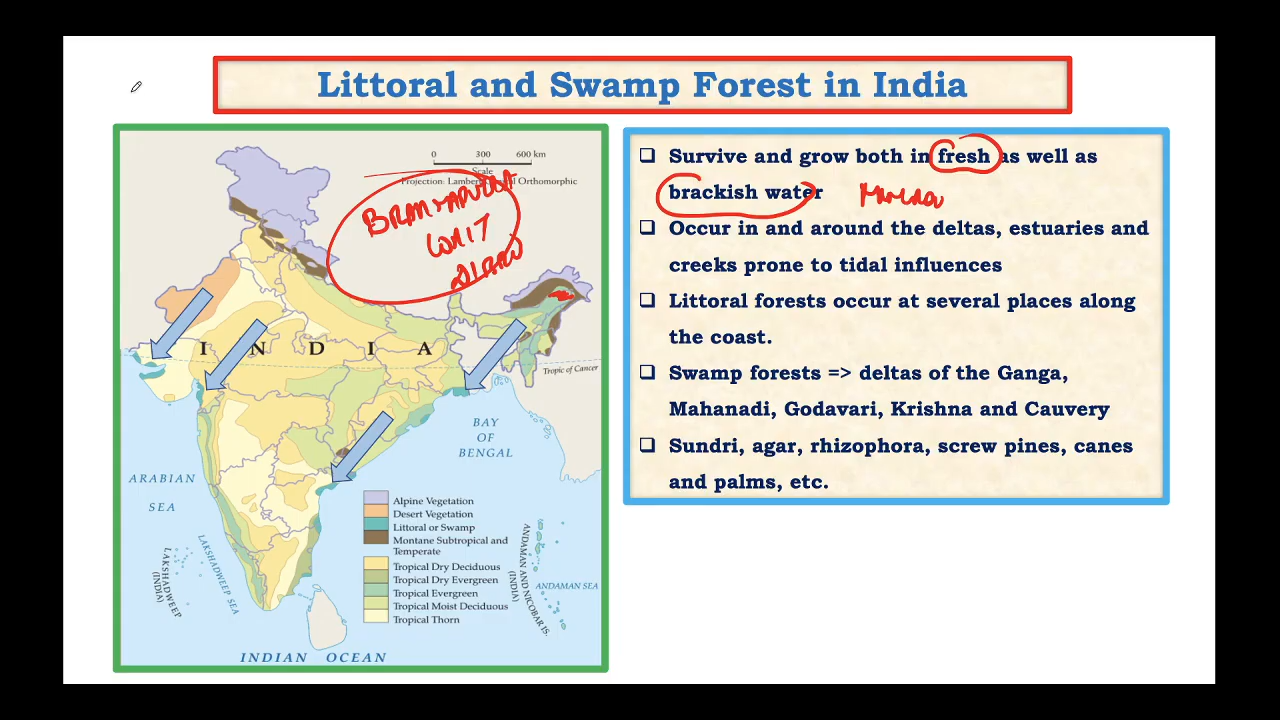 Littoral and Swamp Forest in India
0 300 600 km
Scale
Projection: Lambert Orthomorphic
INDIA
Tropic of Cancer
BAY
OF
BENGAL
ARABIAN
SEA
LAKSHADWEEP
(INDIA)
LAKSHADWEEP SEA
ANDAMAN AND NICOBAR IS.
(INDIA)
ANDAMAN SEA
INDIAN OCEAN
Alpine Vegetation
Desert Vegetation
Littoral or Swamp
Montane Subtropical and
Temperate
Tropical Dry Deciduous
Tropical Dry Evergreen
Tropical Evergreen
Tropical Moist Deciduous
Tropical Thorn
Survive and grow both in fresh as well as
brackish water
Occur in and around the deltas, estuaries and
creeks prone to tidal influences
Littoral forests occur at several places along
the coast.
Swamp forests => deltas of the Ganga,
Mahanadi, Godavari, Krishna and Cauvery
Sundri, agar, rhizophora, screw pines, canes
and palms, etc.